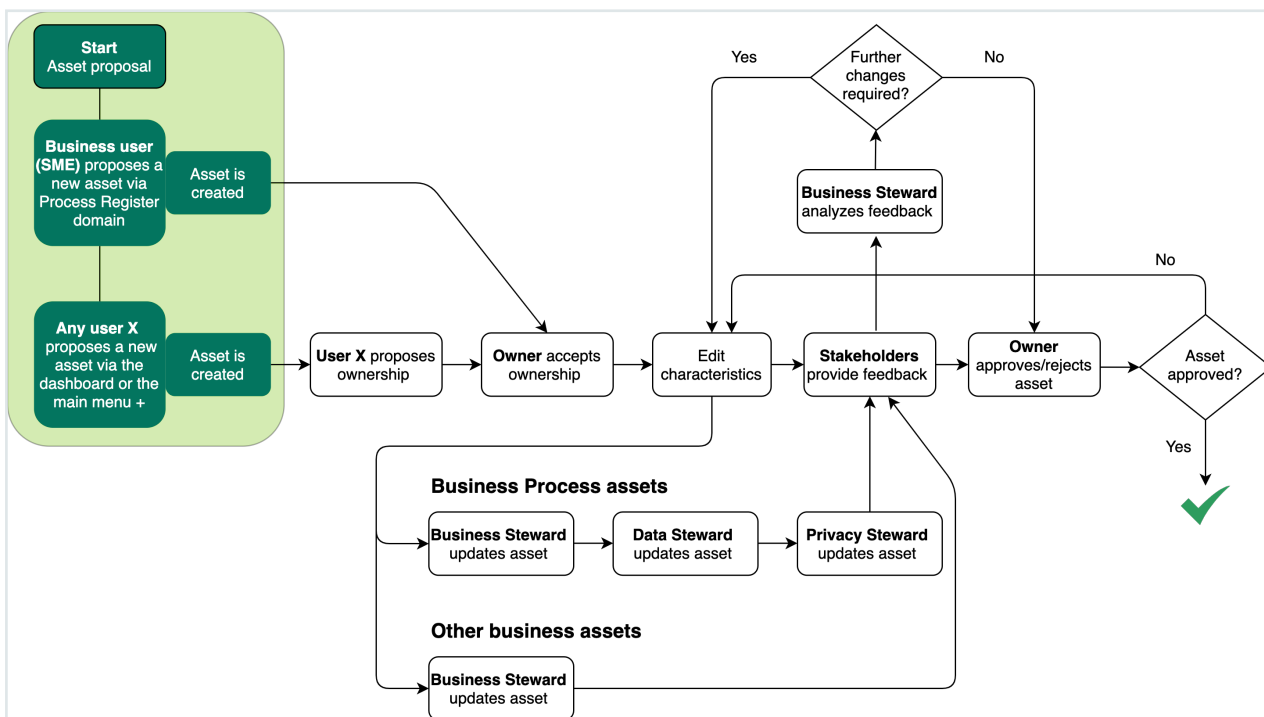 Start
Asset proposal
Business user
(SME) proposes a
new asset via
Process Register
domain
Asset is
created
Any user X
proposes a new
asset via the
dashboard or the
main menu +
Asset is
created
User X proposes
ownership
Owner accepts
ownership
Edit
characteristics
Stakeholders
provide feedback
Business Steward
analyzes feedback
Further
changes
required?
Yes
No
Owner
approves/rejects
asset
Asset
approved?
No
Yes
Business Process assets
Business Steward
updates asset
Data Steward
updates asset
Privacy Steward
updates asset
Other business assets
Business Steward
updates asset